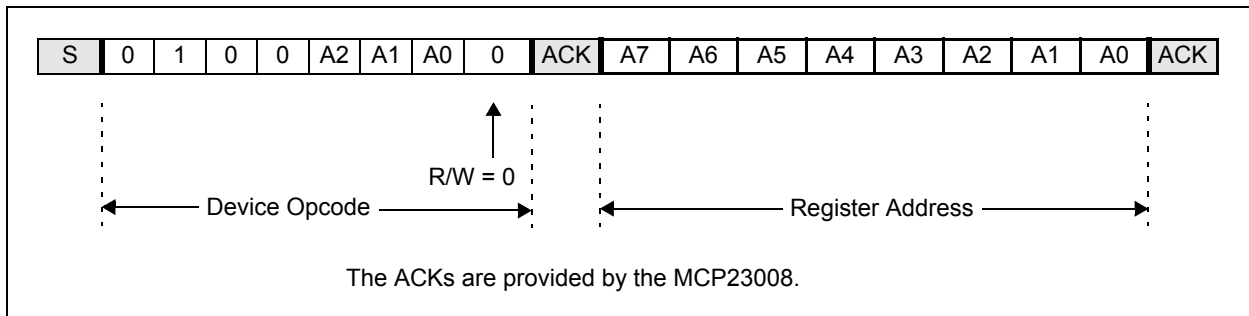 S 0 1 0 0 A2 A1 A0 0 ACK A7 A6 A5 A4 A3 A2 A1 A0 ACK
R/W = 0
Device Opcode
Register Address
The ACKs are provided by the MCP23008.